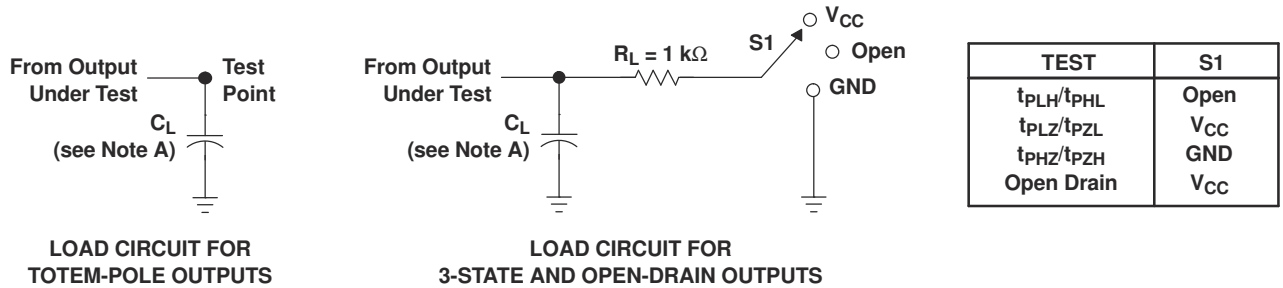 From Output
Under Test
Test
Point
C_L
(see Note A)
LOAD CIRCUIT FOR
TOTEM-POLE OUTPUTS
From Output
Under Test
R_L = 1 kΩ
S1
V_CC
Open
GND
C_L
(see Note A)
LOAD CIRCUIT FOR
3-STATE AND OPEN-DRAIN OUTPUTS
TEST S1
t_PLH/t_PHL Open
t_PLZ/t_PZL V_CC
t_PHZ/t_PZH GND
Open Drain V_CC